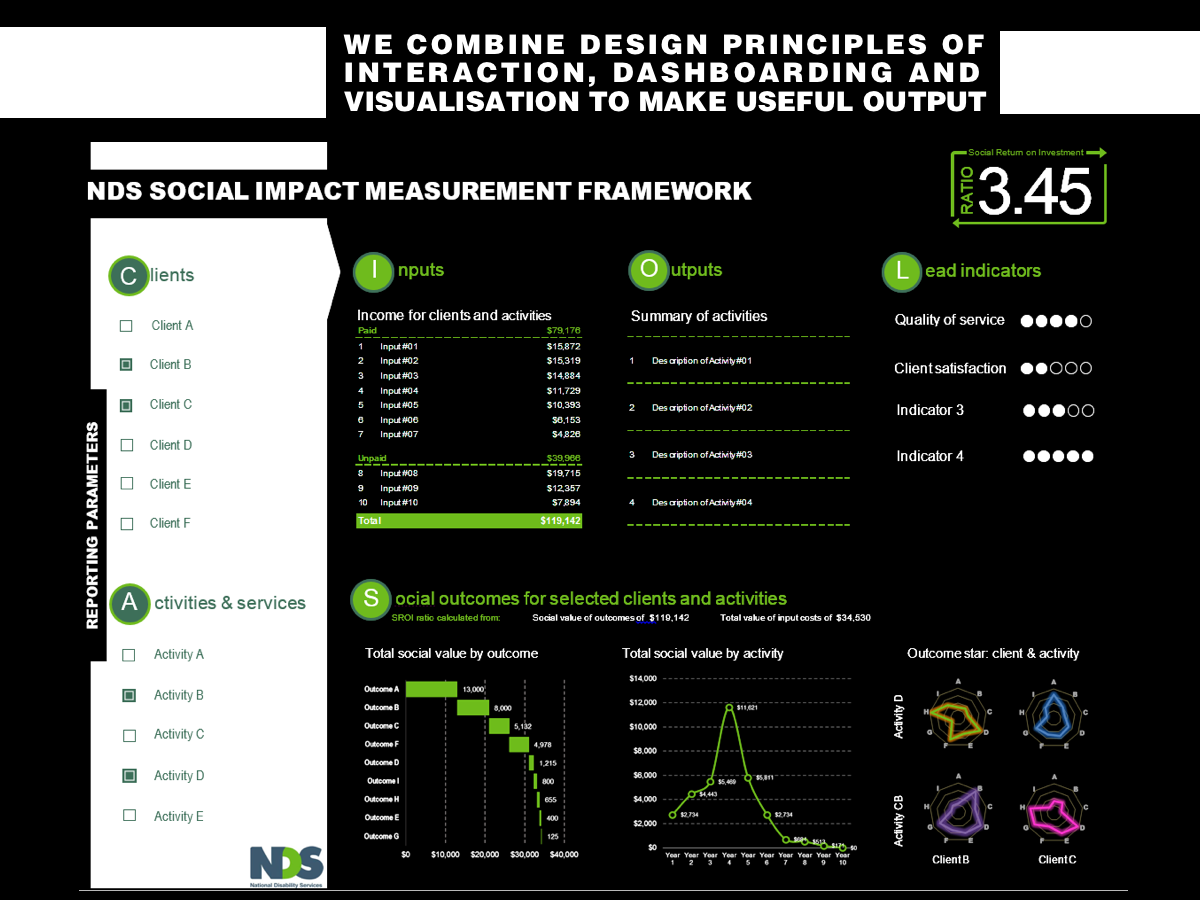 WE COMBINE DESIGN PRINCIPLES OF
INTERACTION, DASHBOARDING AND
VISUALISATION TO MAKE USEFUL OUTPUT
NDS SOCIAL IMPACT MEASUREMENT FRAMEWORK
Social Return on Investment
RATIO
3.45
REPORTING PARAMETERS
Clients
Client A
Client B
Client C
Client D
Client E
Client F
Activities & services
Activity A
Activity B
Activity C
Activity D
Activity E
NDS
National Disability Services
Inputs
Income for clients and activities
Paid $79,176
1 Input#01 $15,872
2 Input#02 $15,319
3 Input#03 $14,884
4 Input#04 $11,729
5 Input#05 $10,393
6 Input#06 $6,153
7 Input#07 $4,826
Unpaid $39,966
8 Input#08 $19,715
9 Input#09 $12,357
10 Input#10 $7,894
Total $119,142
Outputs
Summary of activities
1 Description of Activity#01
2 Description of Activity#02
3 Description of Activity#03
4 Description of Activity#04
Lead indicators
Quality of service
Client satisfaction
Indicator 3
Indicator 4
Social outcomes for selected clients and activities
SROI ratio calculated from: Social value of outcomes of $119,142 Total value of input costs of $34,530
Total social value by outcome
Outcome A 13,000
Outcome B 8,000
Outcome C 5,132
Outcome F 4,978
Outcome D 1,215
Outcome I 800
Outcome H 655
Outcome E 400
Outcome G 125
$0 $10,000 $20,000 $30,000 $40,000
Total social value by activity
$14,000
$12,000
$10,000
$8,000
$6,000
$4,000
$2,000
$0
$2,734
$4,443
$5,469
$11,621
$5,811
$2,734
$684
$513
$171
$0
Year 1 Year 2 Year 3 Year 4 Year 5 Year 6 Year 7 Year 8 Year 9 Year 10
Outcome star: client & activity
Activity D
A B C D E F G H I
A B C D E F G H I
Activity CB
A B C D E F G H I
A B C D E F G H I
Client B Client C